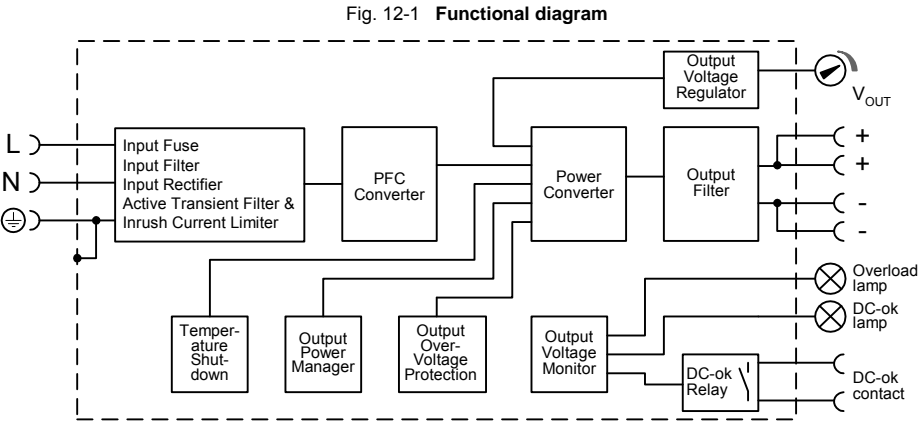 Fig. 12-1 Functional diagram
Output
Voltage
Regulator
VOUT
L
N
Input Fuse
Input Filter
Input Rectifier
Active Transient Filter &
Inrush Current Limiter
PFC
Converter
Power
Converter
Output
Filter
+
+
-
-
Overload
lamp
DC-ok
lamp
Temper-
ature
Shut-
down
Output
Power
Manager
Output
Over-
Voltage
Protection
Output
Voltage
Monitor
DC-ok
Relay
DC-ok
contact